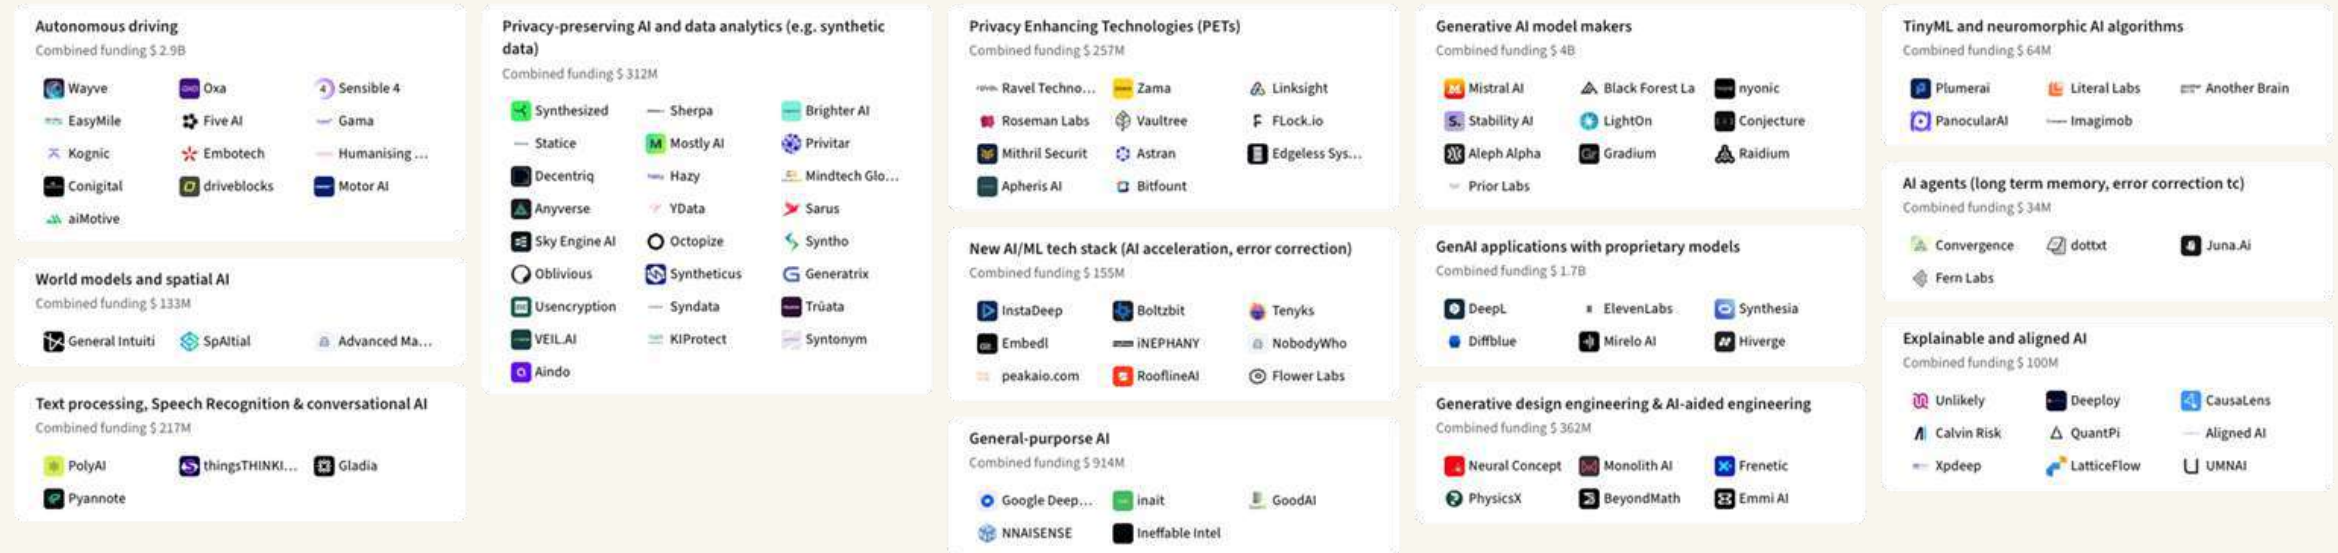 Autonomous driving
Combined funding $ 2.9B
Wayve Oxa Sensible 4
EasyMile Five AI Gama
Kognic Embotech Humanising ...
Conigital driveblocks Motor AI
aiMotive
World models and spatial AI
Combined funding $ 133M
General Intuiti SpAItial Advanced Ma...
Text processing, Speech Recognition & conversational AI
Combined funding $ 217M
PolyAI thingsTHINKI... Gladia
Pyannote
Privacy-preserving AI and data analytics (e.g. synthetic
data)
Combined funding $ 312M
Synthesized Sherpa Brighter AI
Statice Mostly AI Privitar
Decentriq Hazy Mindtech Glo...
Anyverse YData Sarus
Sky Engine AI Octopize Syntho
Oblivious Syntheticus Generatrix
Usencryption Syndata Trūata
VEIL.AI KIProtect Syntonym
Aindo
Privacy Enhancing Technologies (PETs)
Combined funding $ 257M
Ravel Techno... Zama Linksight
Roseman Labs Vaultree FLock.io
Mithril Securit Astran Edgeless Sys...
Apheris AI Bitfount
New AI/ML tech stack (AI acceleration, error correction)
Combined funding $ 155M
InstaDeep Boltzbit Tenyks
Embedl iNEPHANY NobodyWho
peakaio.com RooflineAI Flower Labs
General-purporse AI
Combined funding $ 914M
Google Deep... inait GoodAI
NNAISENSE Ineffable Intel
Generative AI model makers
Combined funding $ 4B
Mistral AI Black Forest La nyonic
Stability AI LightOn Conjecture
Aleph Alpha Gradium Raidium
Prior Labs
GenAI applications with proprietary models
Combined funding $ 1.7B
DeepL ElevenLabs Synthesia
Diffblue Mirelo AI Hiverge
Generative design engineering & AI-aided engineering
Combined funding $ 362M
Neural Concept Monolith AI Frenetic
PhysicsX BeyondMath Emmi AI
TinyML and neuromorphic AI algorithms
Combined funding $ 64M
Plumerai Literal Labs Another Brain
PanocularAI Imagimob
AI agents (long term memory, error correction tc)
Combined funding $ 34M
Convergence dottxt Juna.Ai
Fern Labs
Explainable and aligned AI
Combined funding $ 100M
Unlikely Deeploy CausaLens
Calvin Risk QuantPi Aligned AI
Xpdeep LatticeFlow UMNAI